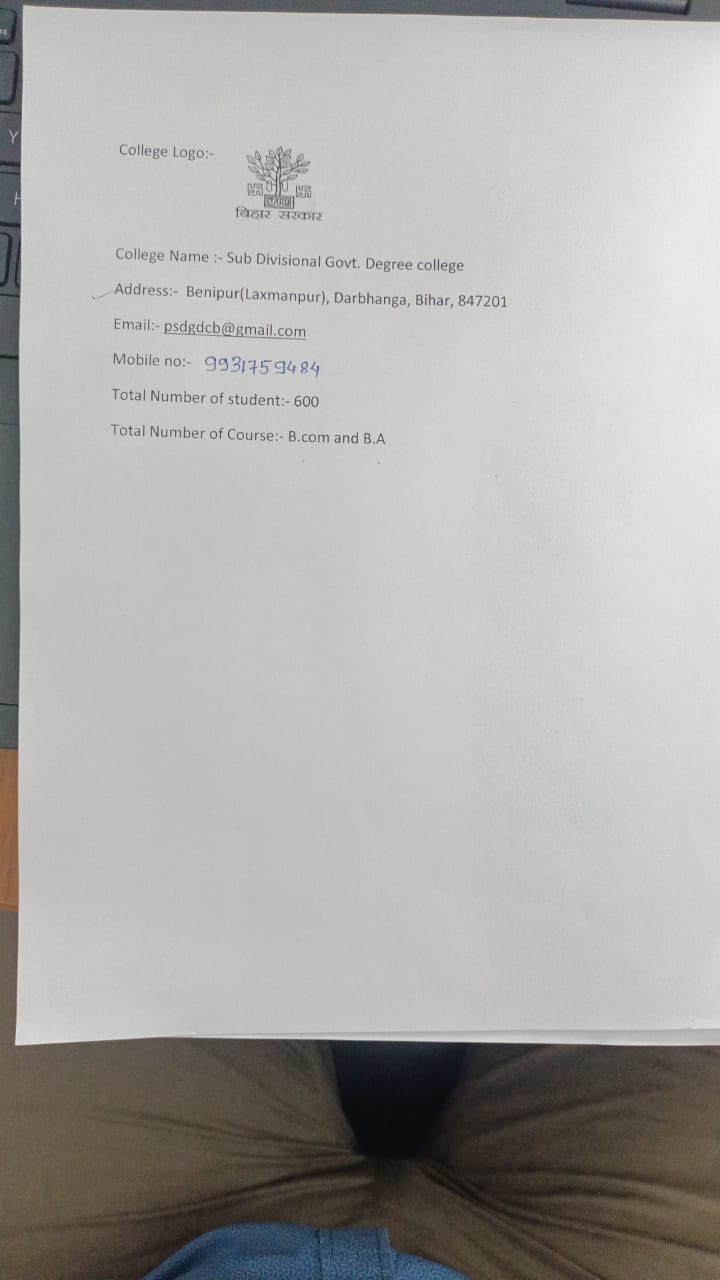 F6
Y
H
College Logo:-
बिहार सरकार
College Name :- Sub Divisional Govt. Degree college
Address:- Benipur(Laxmanpur), Darbhanga, Bihar, 847201
Email:- psdgdcb@gmail.com
Mobile no:- 9931759484
Total Number of student:- 600
Total Number of Course:- B.com and B.A